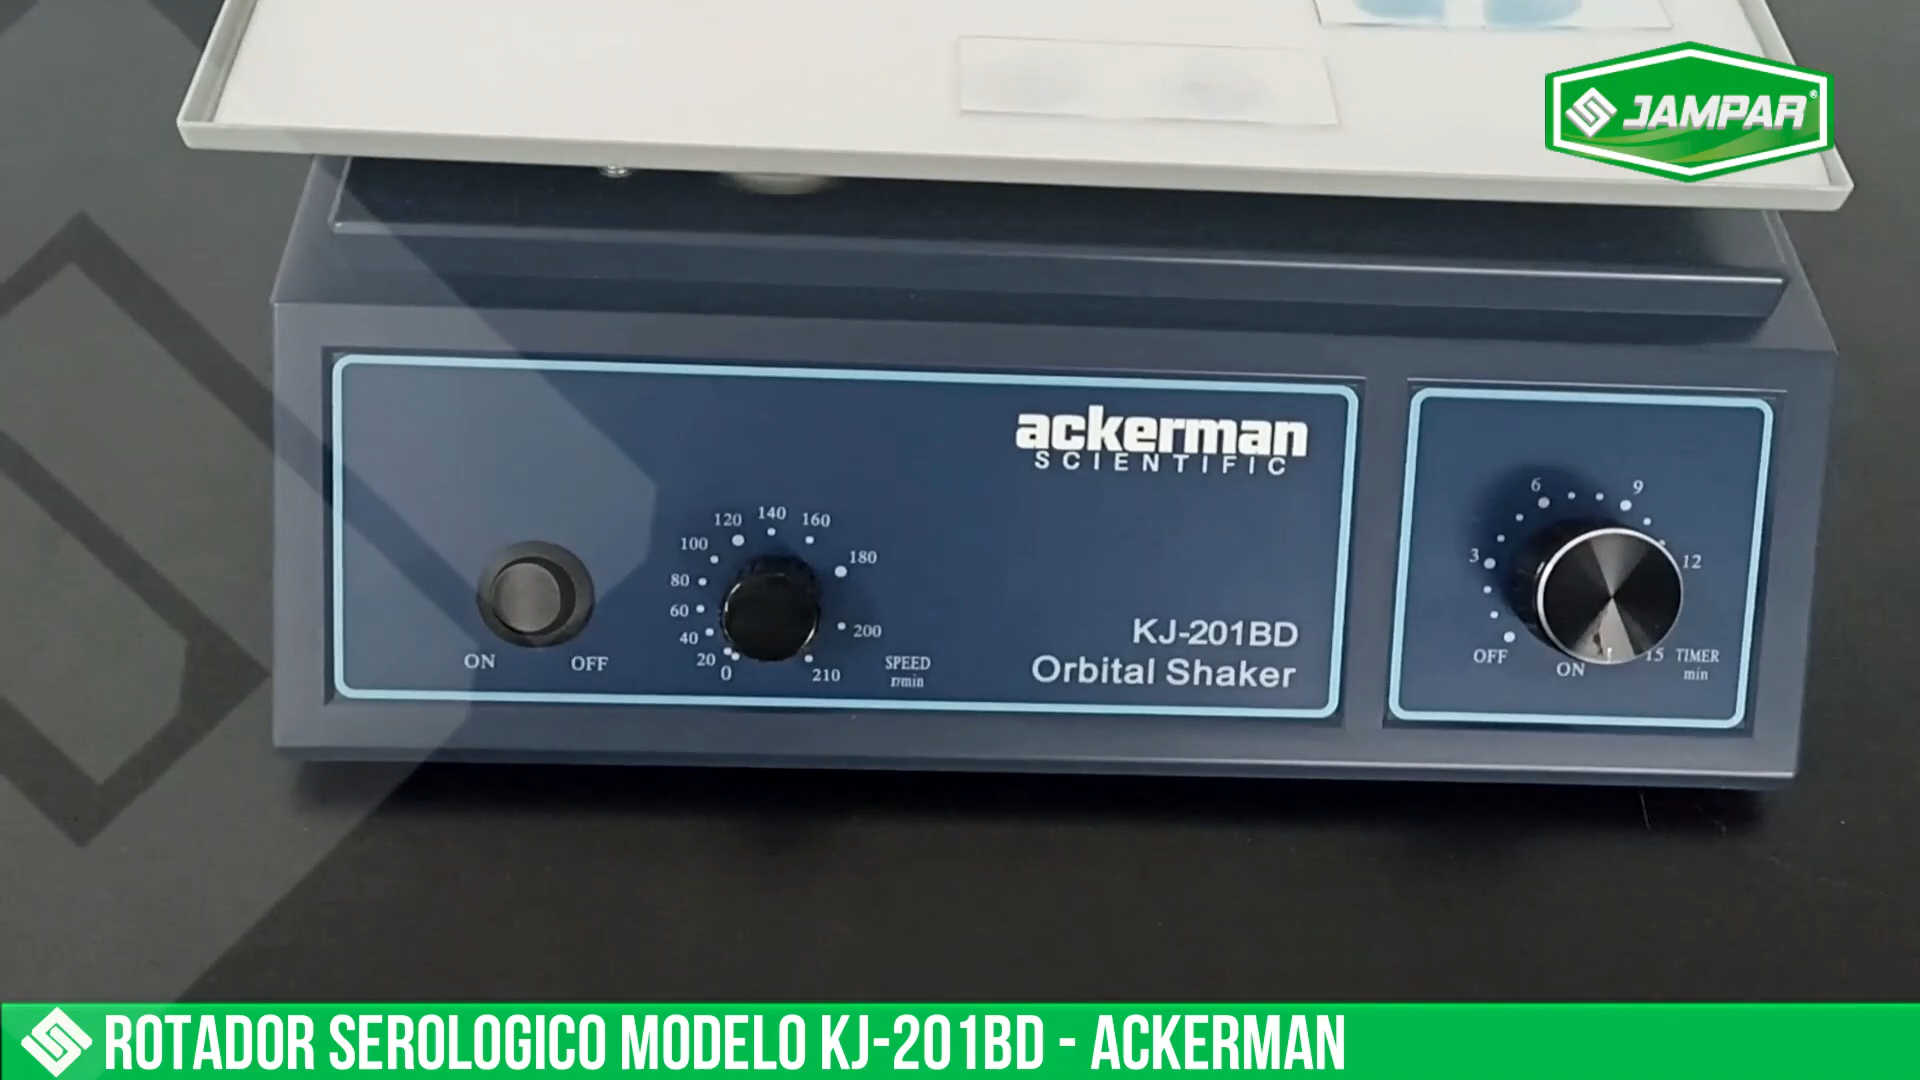 JAMPAR®
ackerman
SCIENTIFIC
6 9
3 12
OFF ON 15 TIMER
min
120 140 160
100 180
80
60
40 200
20 0 210 SPEED
r/min
ON OFF
KJ-201BD
Orbital Shaker
ROTADOR SEROLOGICO MODELO KJ-201BD - ACKERMAN